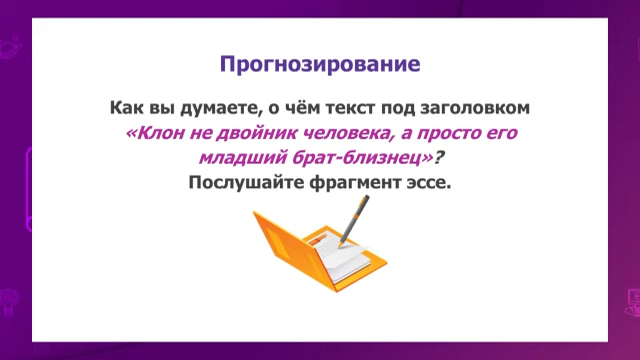 Прогнозирование
Как вы думаете, о чём текст под заголовком
«Клон не двойник человека, а просто его
младший брат-близнец»?
Послушайте фрагмент эссе.